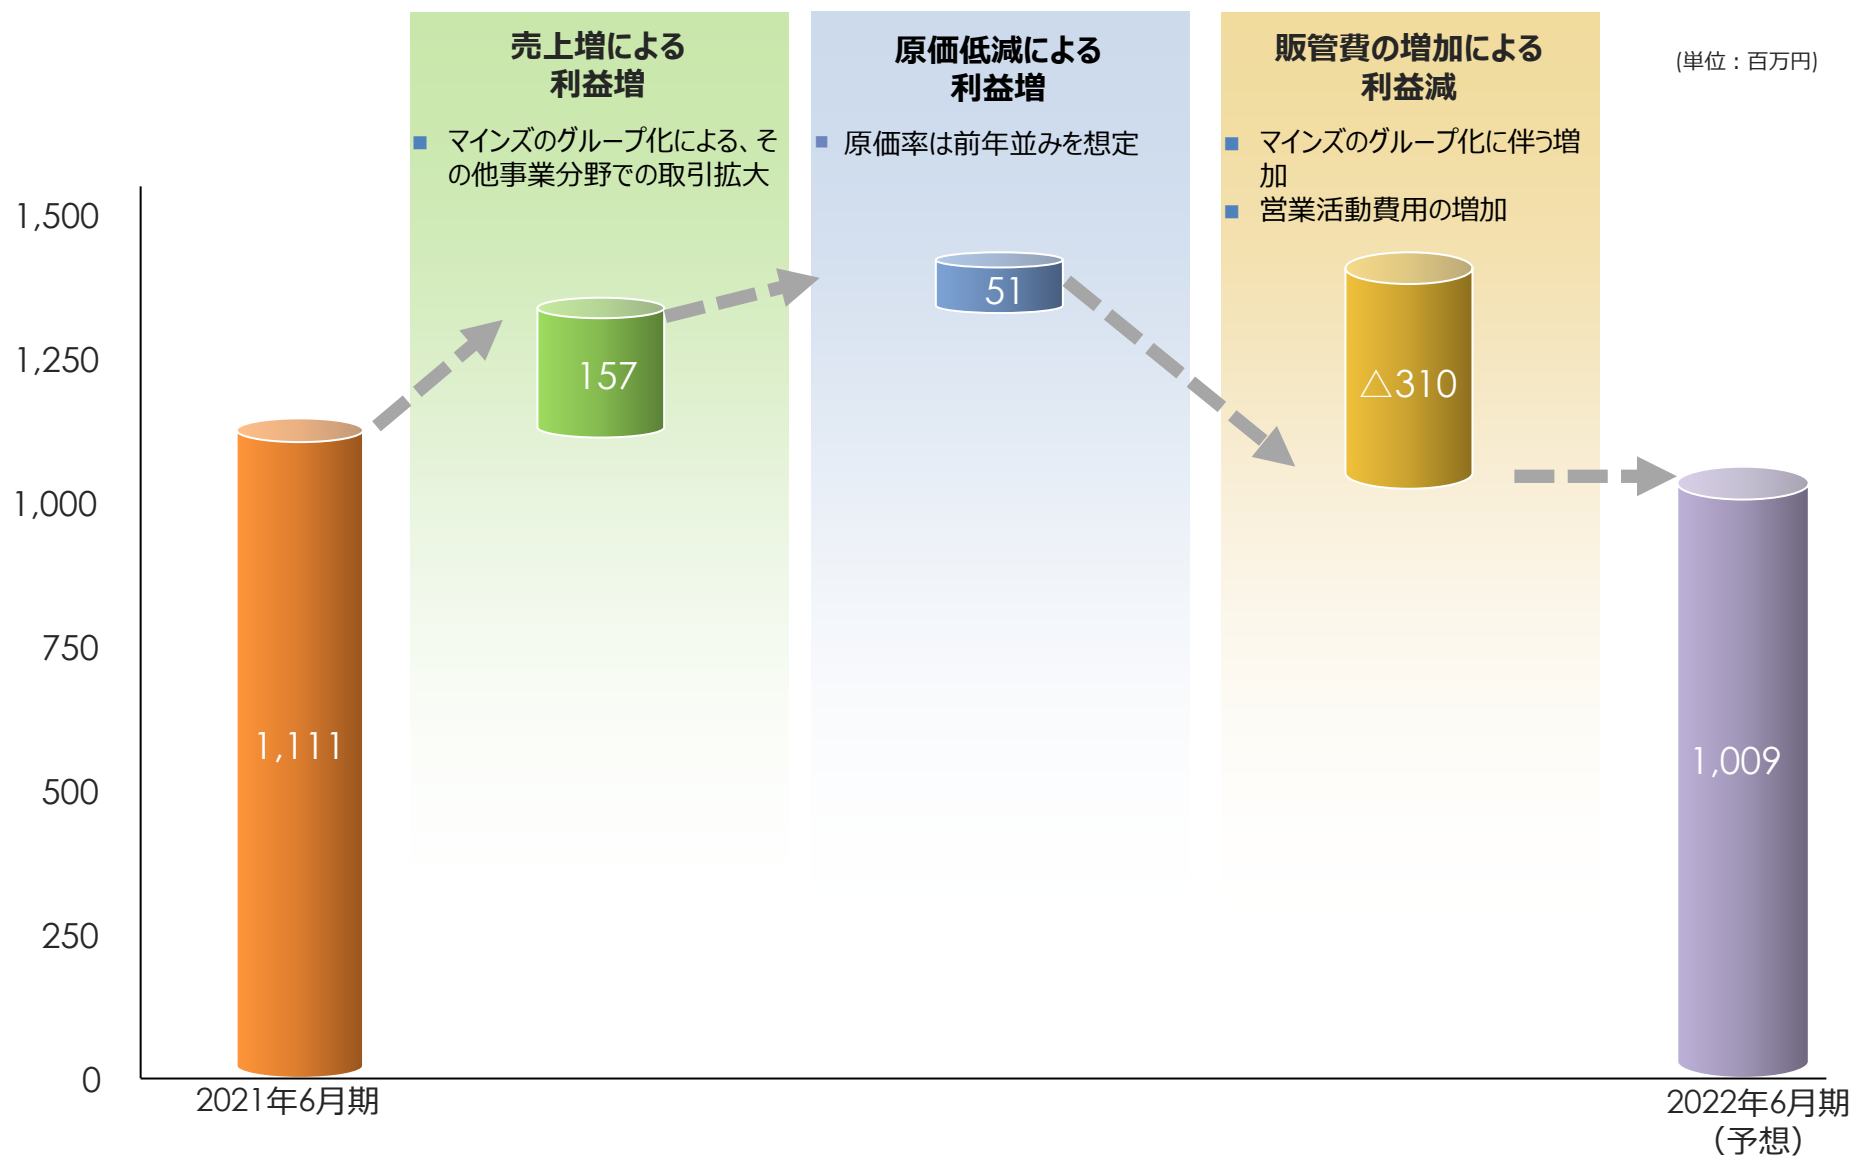 売上増による
利益増
■ マインズのグループ化による、そ
の他事業分野での取引拡大
原価低減による
利益増
■ 原価率は前年並みを想定
販管費の増加による
利益減
■ マインズのグループ化に伴う増
加
■ 営業活動費用の増加
(単位：百万円)
1,500
1,250
1,000
750
500
250
0
1,111
157
51
△310
1,009
2021年6月期
2022年6月期
（予想）